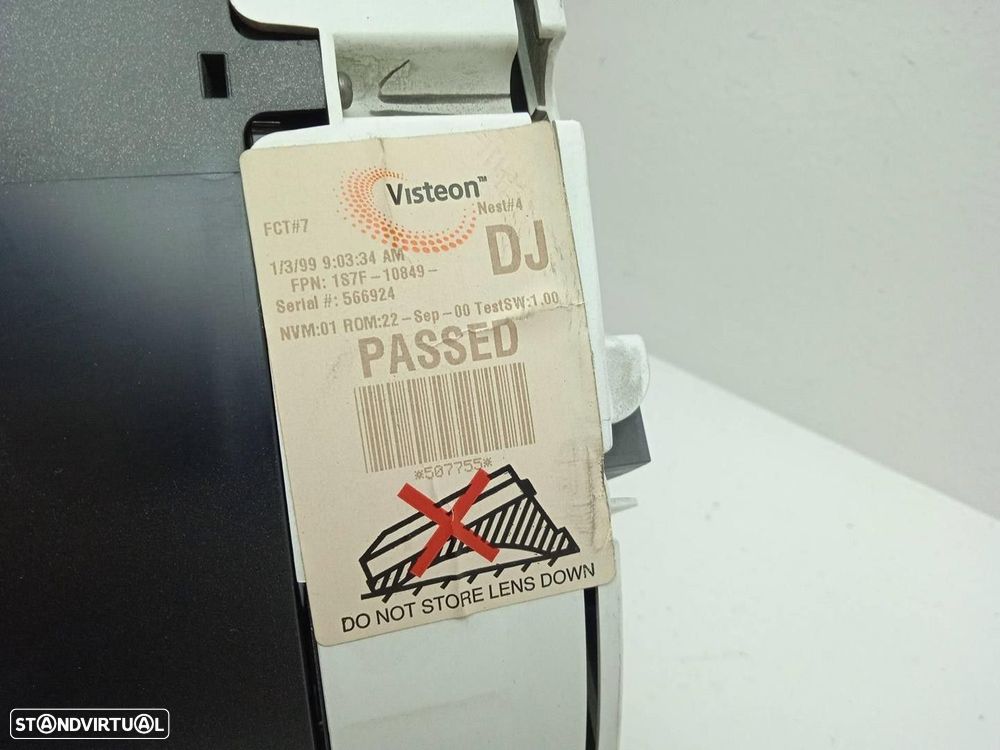 Visteon™
FCT#7
Nest#4
1/3/99 9:03:34 AM
DJ
FPN: 1S7F-10849-
Serial #: 566924
NVM:01 ROM:22-Sep-00 TestSW:1.00
PASSED
*507755*
DO NOT STORE LENS DOWN
STANDVIRTUAL